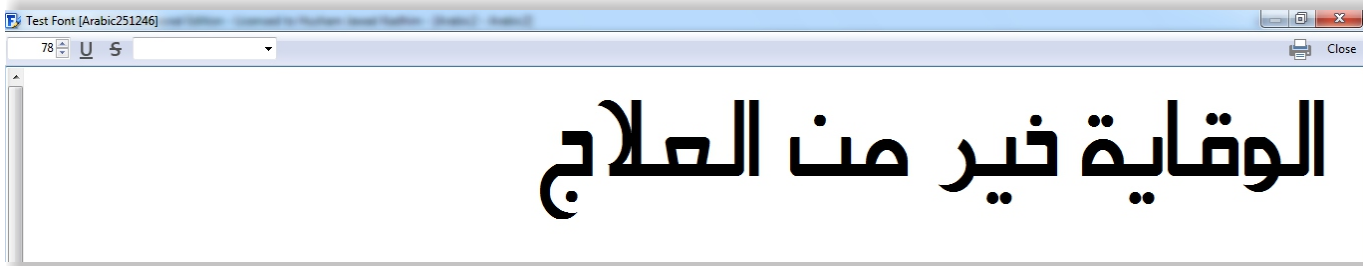 Test Font [Arabic251246]
78 U S
Close
الوقاية خير من العلاج